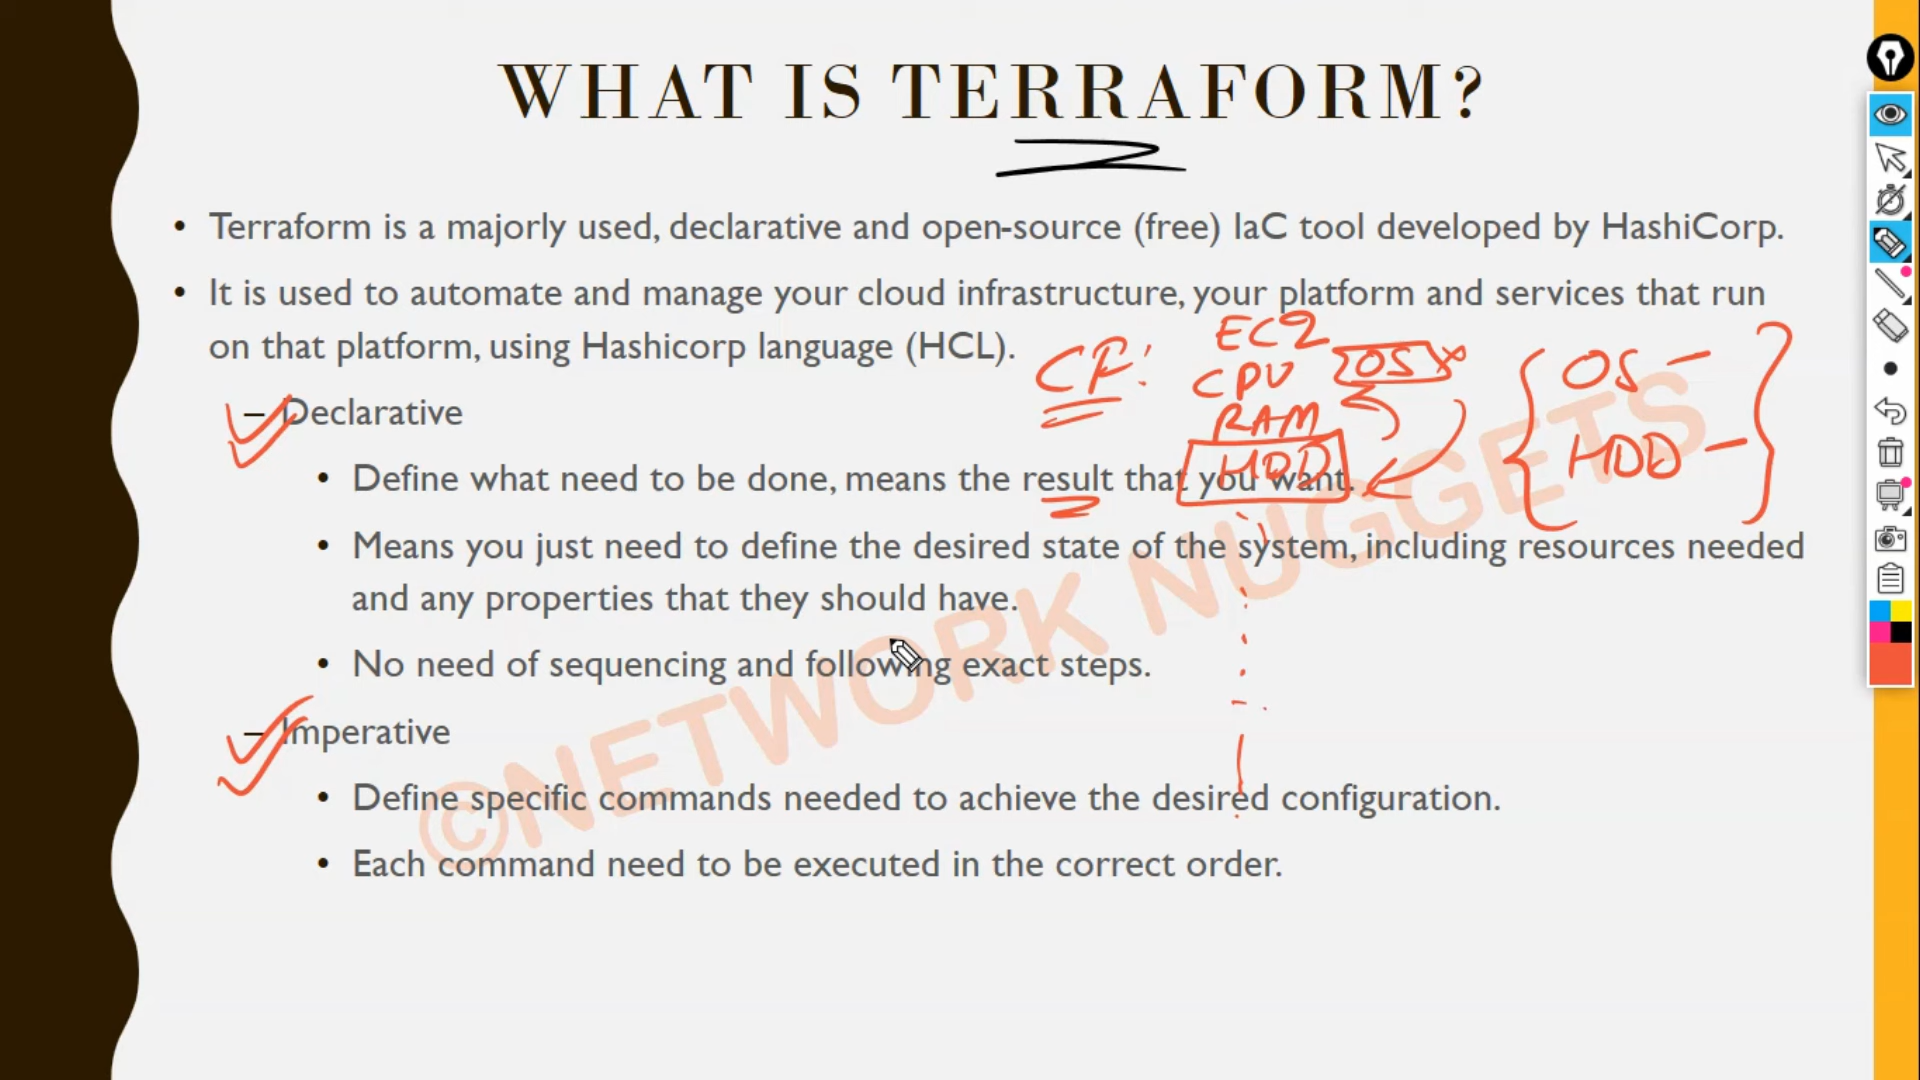 WHAT IS TERRAFORM?
• Terraform is a majorly used, declarative and open-source (free) IaC tool developed by HashiCorp.
• It is used to automate and manage your cloud infrastructure, your platform and services that run
on that platform, using Hashicorp language (HCL).
CF:
EC2
CPU
RAM
HDD
OS x
OS -
HDD -
– Declarative
• Define what need to be done, means the result that you want.
• Means you just need to define the desired state of the system, including resources needed
and any properties that they should have.
• No need of sequencing and following exact steps.
– Imperative
• Define specific commands needed to achieve the desired configuration.
• Each command need to be executed in the correct order.
©NETWORK NUGGETS